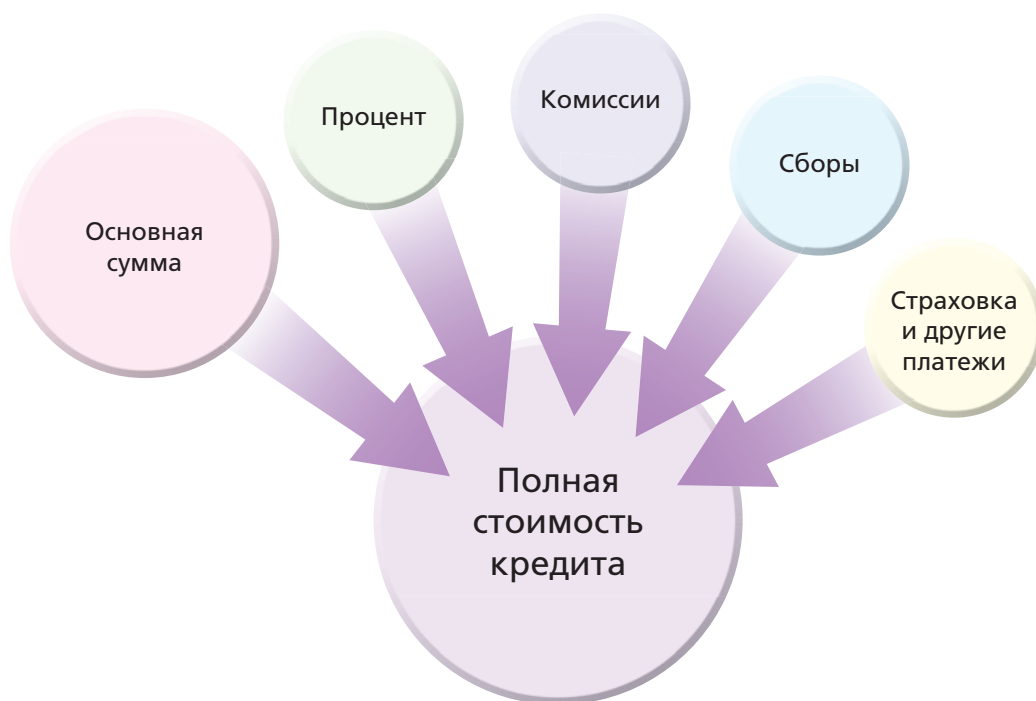 Основная
сумма
Процент
Комиссии
Сборы
Страховка
и другие
платежи
Полная
стоимость
кредита